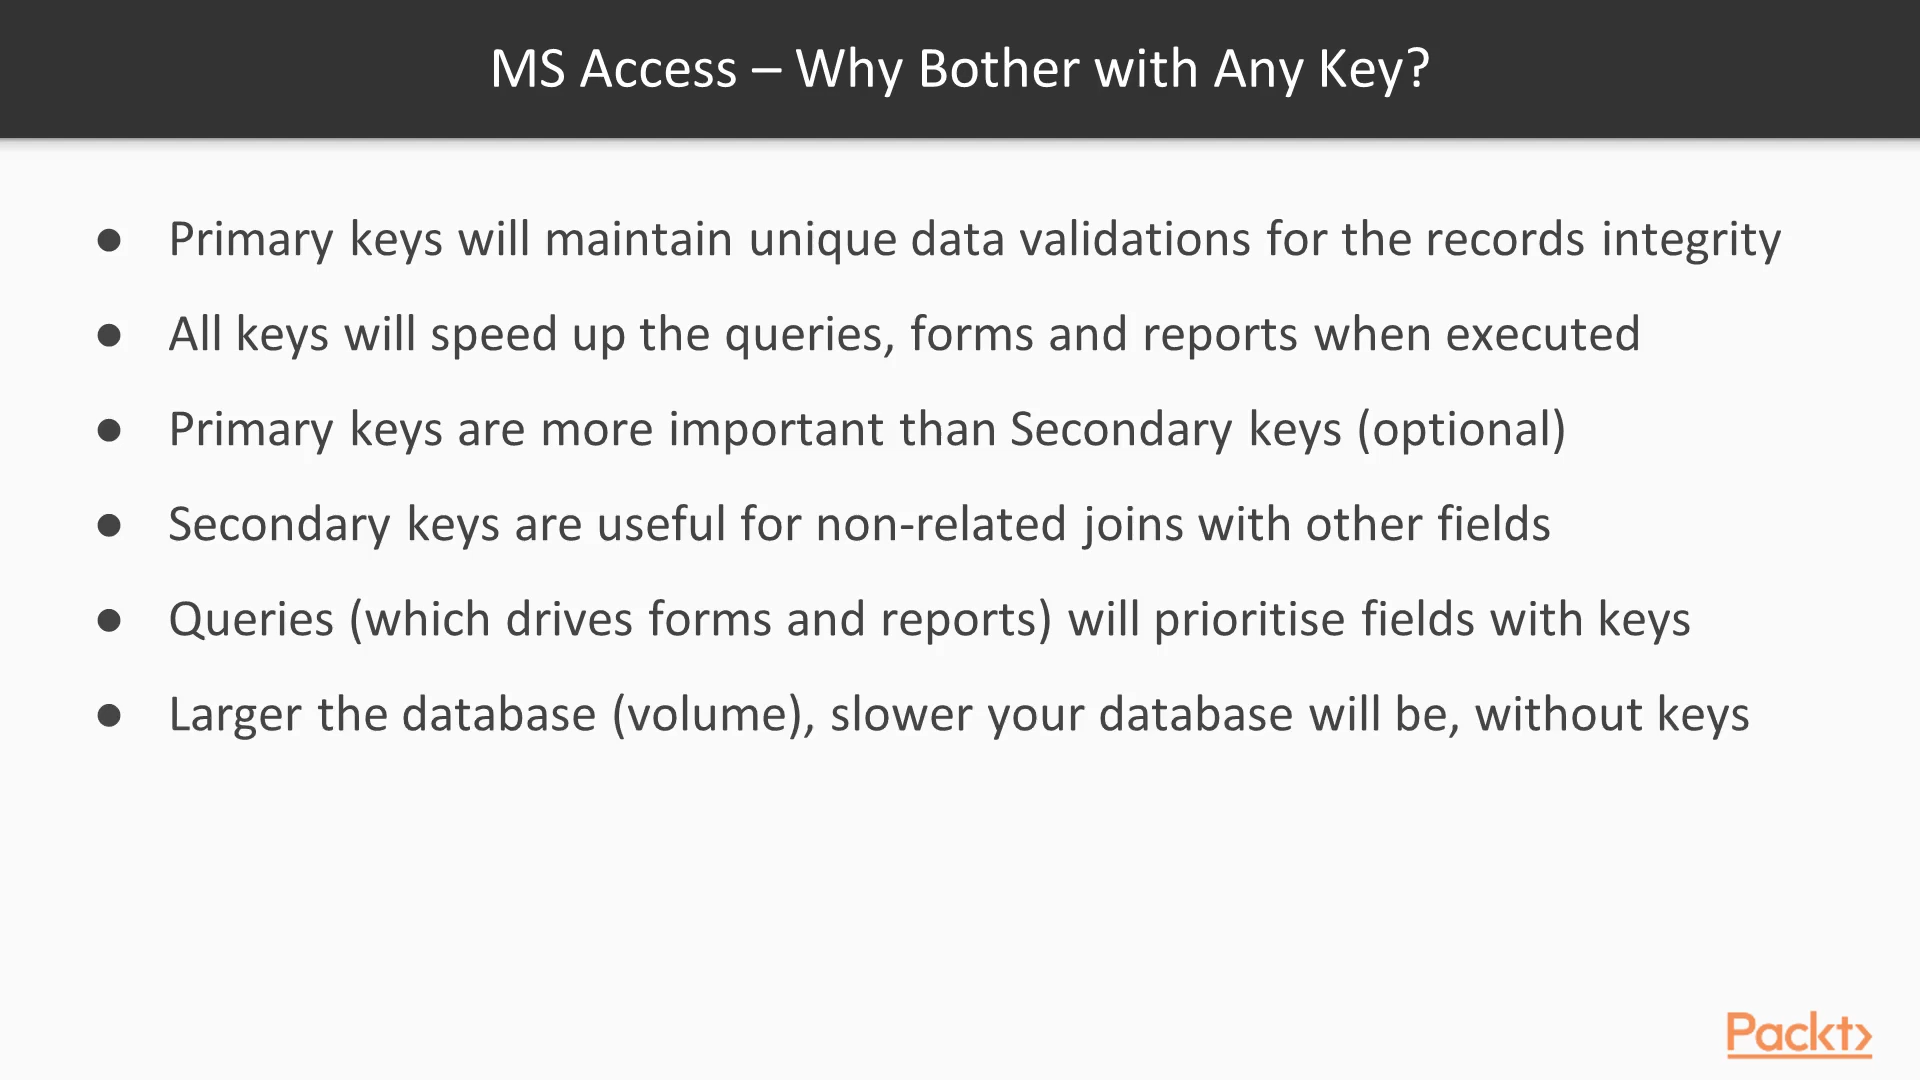 MS Access – Why Bother with Any Key?
● Primary keys will maintain unique data validations for the records integrity
● All keys will speed up the queries, forms and reports when executed
● Primary keys are more important than Secondary keys (optional)
● Secondary keys are useful for non-related joins with other fields
● Queries (which drives forms and reports) will prioritise fields with keys
● Larger the database (volume), slower your database will be, without keys
Packt>